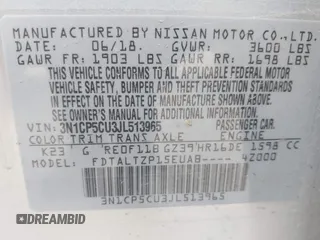 MANUFACTURED BY NISSAN MOTOR CO.,LTD.
DATE: 06/18. GVWR: 3600 LBS
GAWR FR: 1903 LBS GAWR RR: 1698 LBS
THIS VEHICLE CONFORMS TO ALL APPLICABLE FEDERAL MOTOR
VEHICLE SAFETY, BUMPER AND THEFT PREVENTION STANDARDS
IN EFFECT ON THE DATE OF MANUFACTURE SHOWN ABOVE.
SEE OWNER'S MANUAL FOR ADDITIONAL INFORMATION
VIN: 3N1CP5CU3JL513965 PASSENGER CAR
COLOR TRIM TRANS AXLE ENGINE
K23 G RE0F11B GZ39 HR16DE 1598 CC
MODEL FDTALTZP15EUA8---- 42000
3N1CP5CU3JL513965